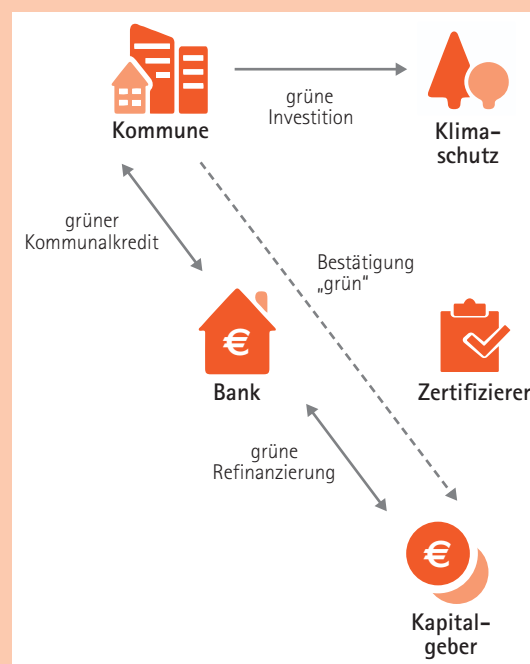 Kommune
grüne
Investition
Klima-
schutz
grüner
Kommunalkredit
Bestätigung
„grün“
€
Bank
Zertifizierer
grüne
Refinanzierung
€
Kapital-
geber